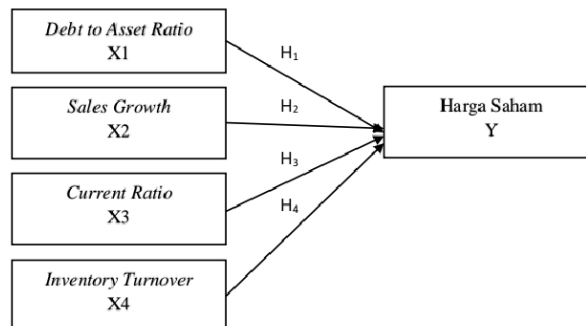 Debt to Asset Ratio
X1
H₁
Sales Growth
X2
H₂
Harga Saham
Y
Current Ratio
X3
H₃
H₄
Inventory Turnover
X4